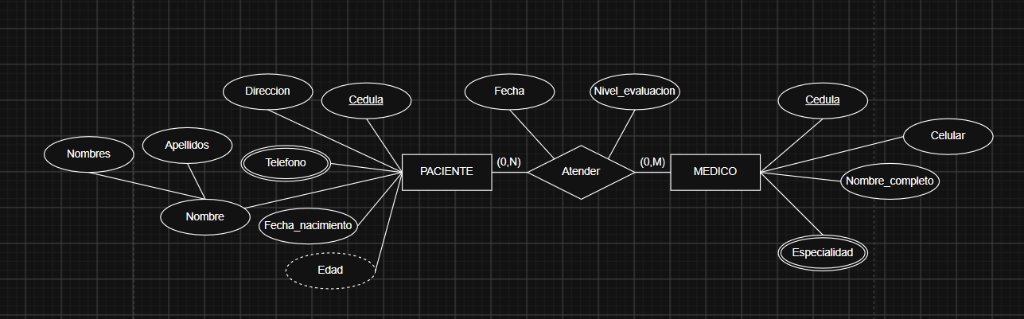 Direccion
Cedula
Fecha
Nivel_evaluacion
Cedula
Nombres
Apellidos
Telefono
Celular
PACIENTE
(0,N)
Atender
(0,M)
MEDICO
Nombre_completo
Nombre
Fecha_nacimiento
Edad
Especialidad